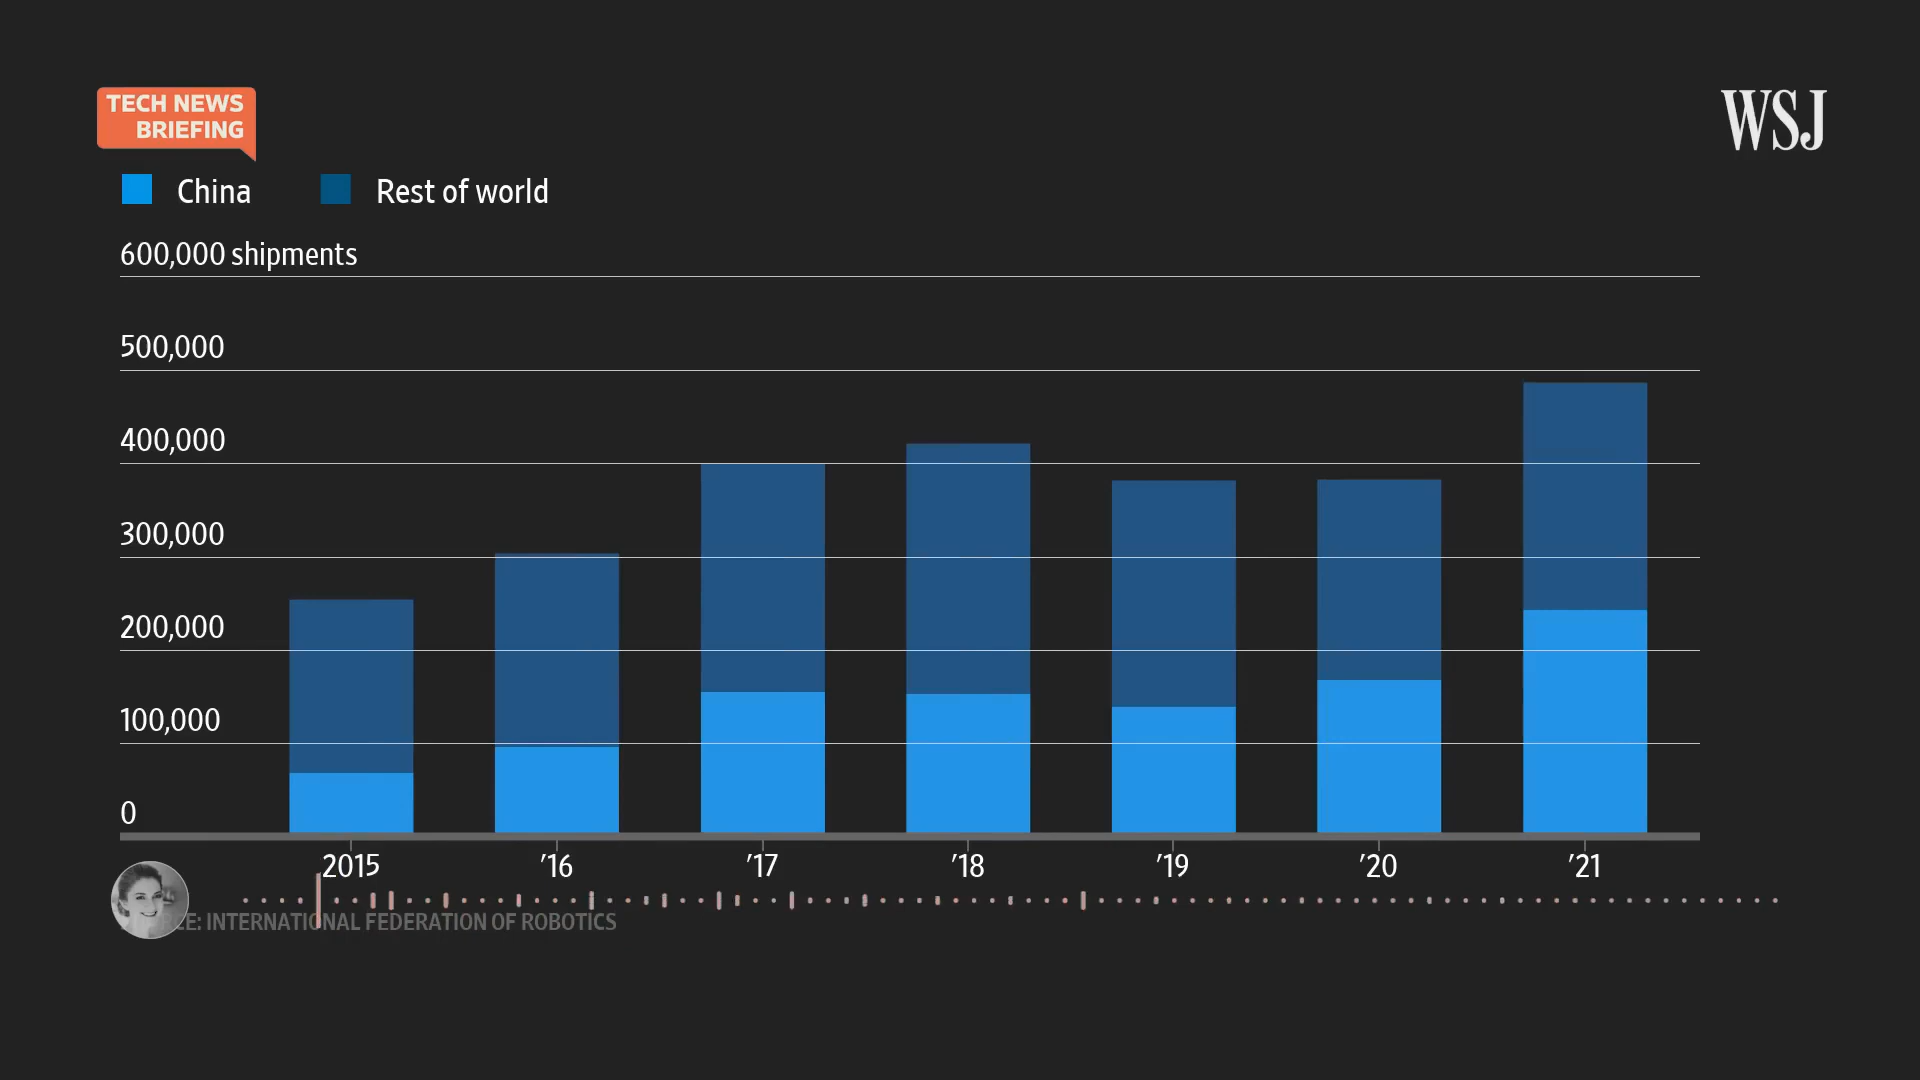 TECH NEWS
BRIEFING
WSJ
China
Rest of world
600,000 shipments
500,000
400,000
300,000
200,000
100,000
0
2015
’16
’17
’18
’19
’20
’21
INTERNATIONAL FEDERATION OF ROBOTICS